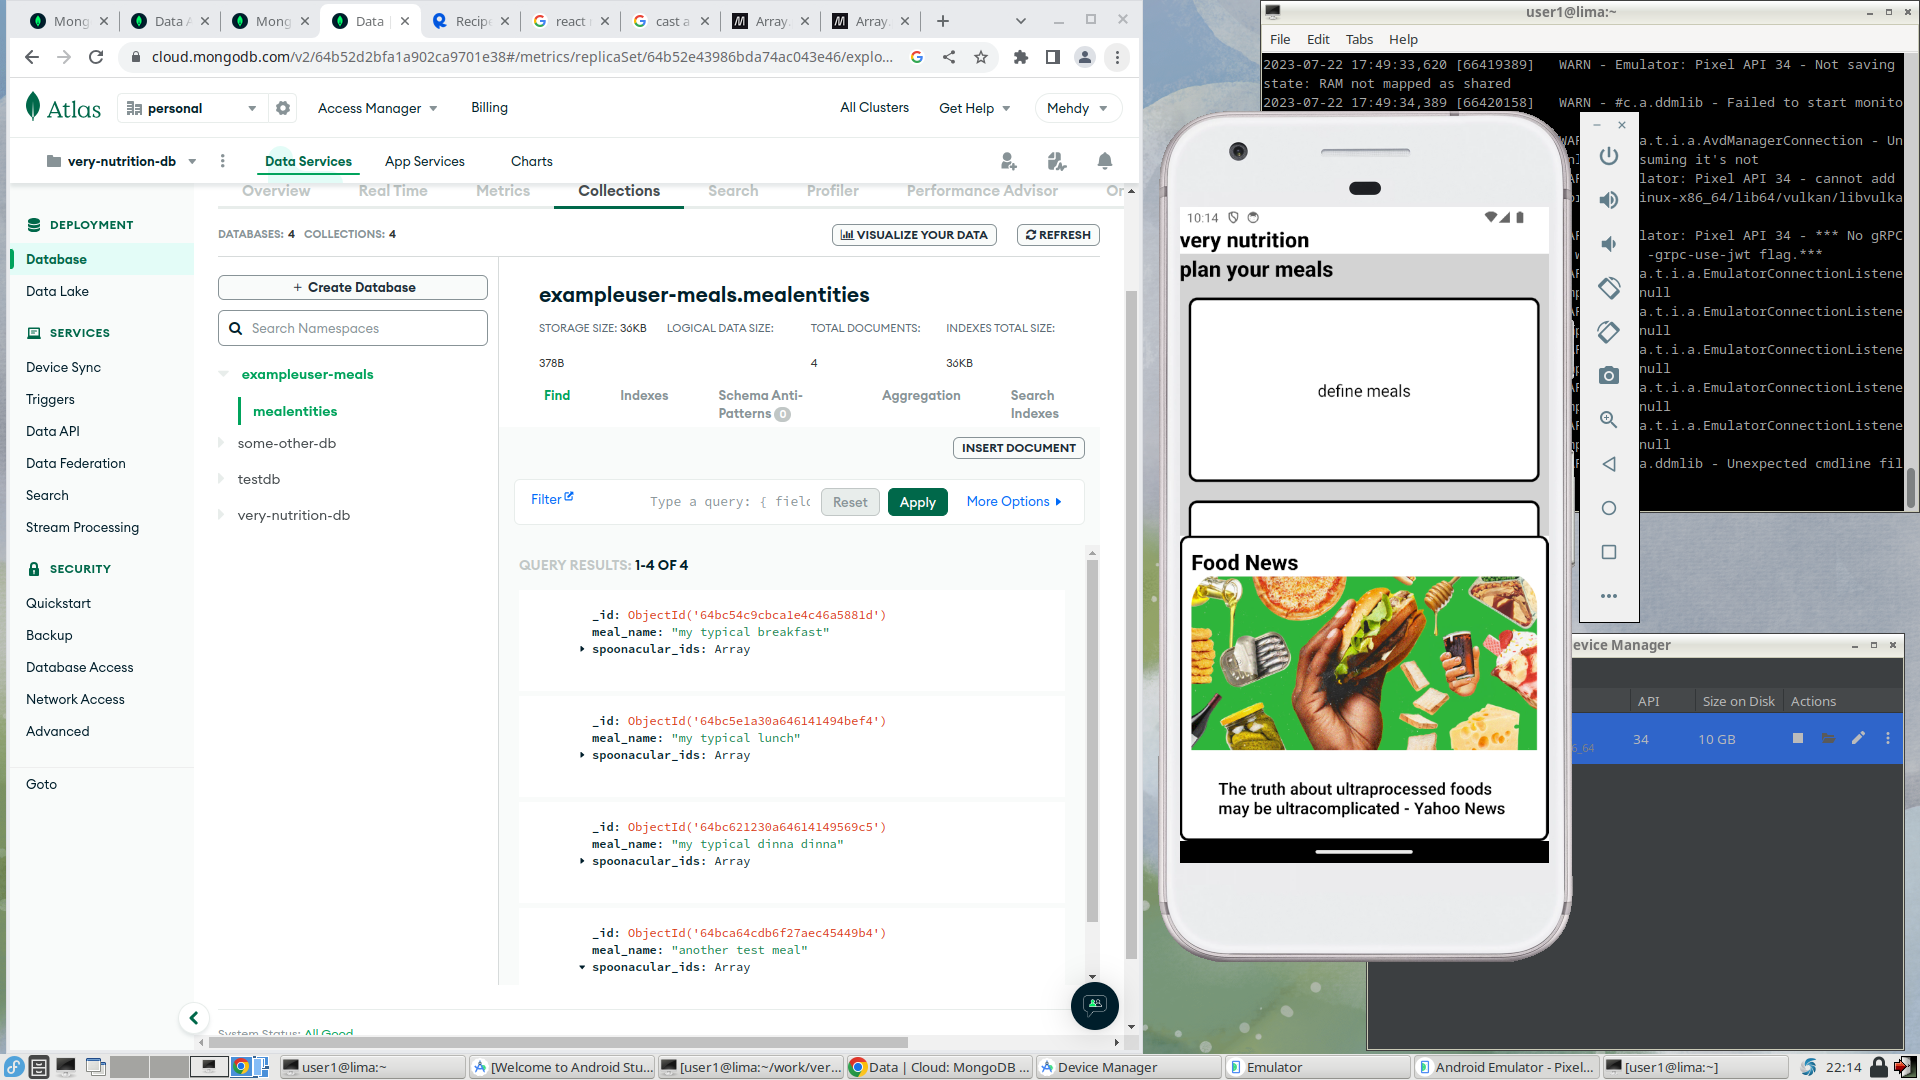 Mong
Data A
Mong
Data |
Recipe
react r
cast a
Array.
Array.
cloud.mongodb.com/v2/64b52d2bfa1a902ca9701e38#/metrics/replicaSet/64b52e43986bda74ac043e46/explo...
Atlas
personal
Access Manager
Billing
All Clusters
Get Help
Mehdy
very-nutrition-db
Data Services
App Services
Charts
Overview
Real Time
Metrics
Collections
Search
Profiler
Performance Advisor
DEPLOYMENT
Database
Data Lake
SERVICES
Device Sync
Triggers
Data API
Data Federation
Search
Stream Processing
SECURITY
Quickstart
Backup
Database Access
Network Access
Advanced
Goto
DATABASES: 4 COLLECTIONS: 4
VISUALIZE YOUR DATA
REFRESH
+ Create Database
Search Namespaces
exampleuser-meals
mealentities
some-other-db
testdb
very-nutrition-db
exampleuser-meals.mealentities
STORAGE SIZE: 36KB
LOGICAL DATA SIZE: 378B
TOTAL DOCUMENTS: 4
INDEXES TOTAL SIZE: 36KB
Find
Indexes
Schema Anti-
Patterns 0
Aggregation
Search
Indexes
INSERT DOCUMENT
Filter
Type a query: { field
Reset
Apply
More Options
QUERY RESULTS: 1-4 OF 4
_id: ObjectId('64bc54c9cbca1e4c46a5881d')
meal_name: "my typical breakfast"
spoonacular_ids: Array
_id: ObjectId('64bc5e1a30a646141494bef4')
meal_name: "my typical lunch"
spoonacular_ids: Array
_id: ObjectId('64bc621230a64614149569c5')
meal_name: "my typical dinna dinna"
spoonacular_ids: Array
_id: ObjectId('64bca64cdb6f27aec45449b4')
meal_name: "another test meal"
spoonacular_ids: Array
System Status: All Good
user1@lima:~
File Edit Tabs Help
2023-07-22 17:49:33,620 [66419389] WARN - Emulator: Pixel API 34 - Not saving
state: RAM not mapped as shared
2023-07-22 17:49:34,389 [66420158] WARN - #c.a.ddmlib - Failed to start monito
.a.t.i.a.AvdManagerConnection - Un
suming it's not
lator: Pixel API 34 - cannot add
inux-x86_64/lib64/vulkan/libvulka
lator: Pixel API 34 - *** No gRPC
-grpc-use-jwt flag.***
.a.t.i.a.EmulatorConnectionListene
null
.a.t.i.a.EmulatorConnectionListene
null
.a.t.i.a.EmulatorConnectionListene
null
.a.t.i.a.EmulatorConnectionListene
null
.a.t.i.a.EmulatorConnectionListene
null
.a.ddmlib - Unexpected cmdline fil
10:14
very nutrition
plan your meals
define meals
Food News
The truth about ultraprocessed foods
may be ultracomplicated - Yahoo News
evice Manager
API
Size on Disk
Actions
6_64
34
10 GB
user1@lima:~
[Welcome to Android Stu...
[user1@lima:~/work/ver...
Data | Cloud: MongoDB ...
Device Manager
Emulator
Android Emulator - Pixel...
[user1@lima:~]
22:14